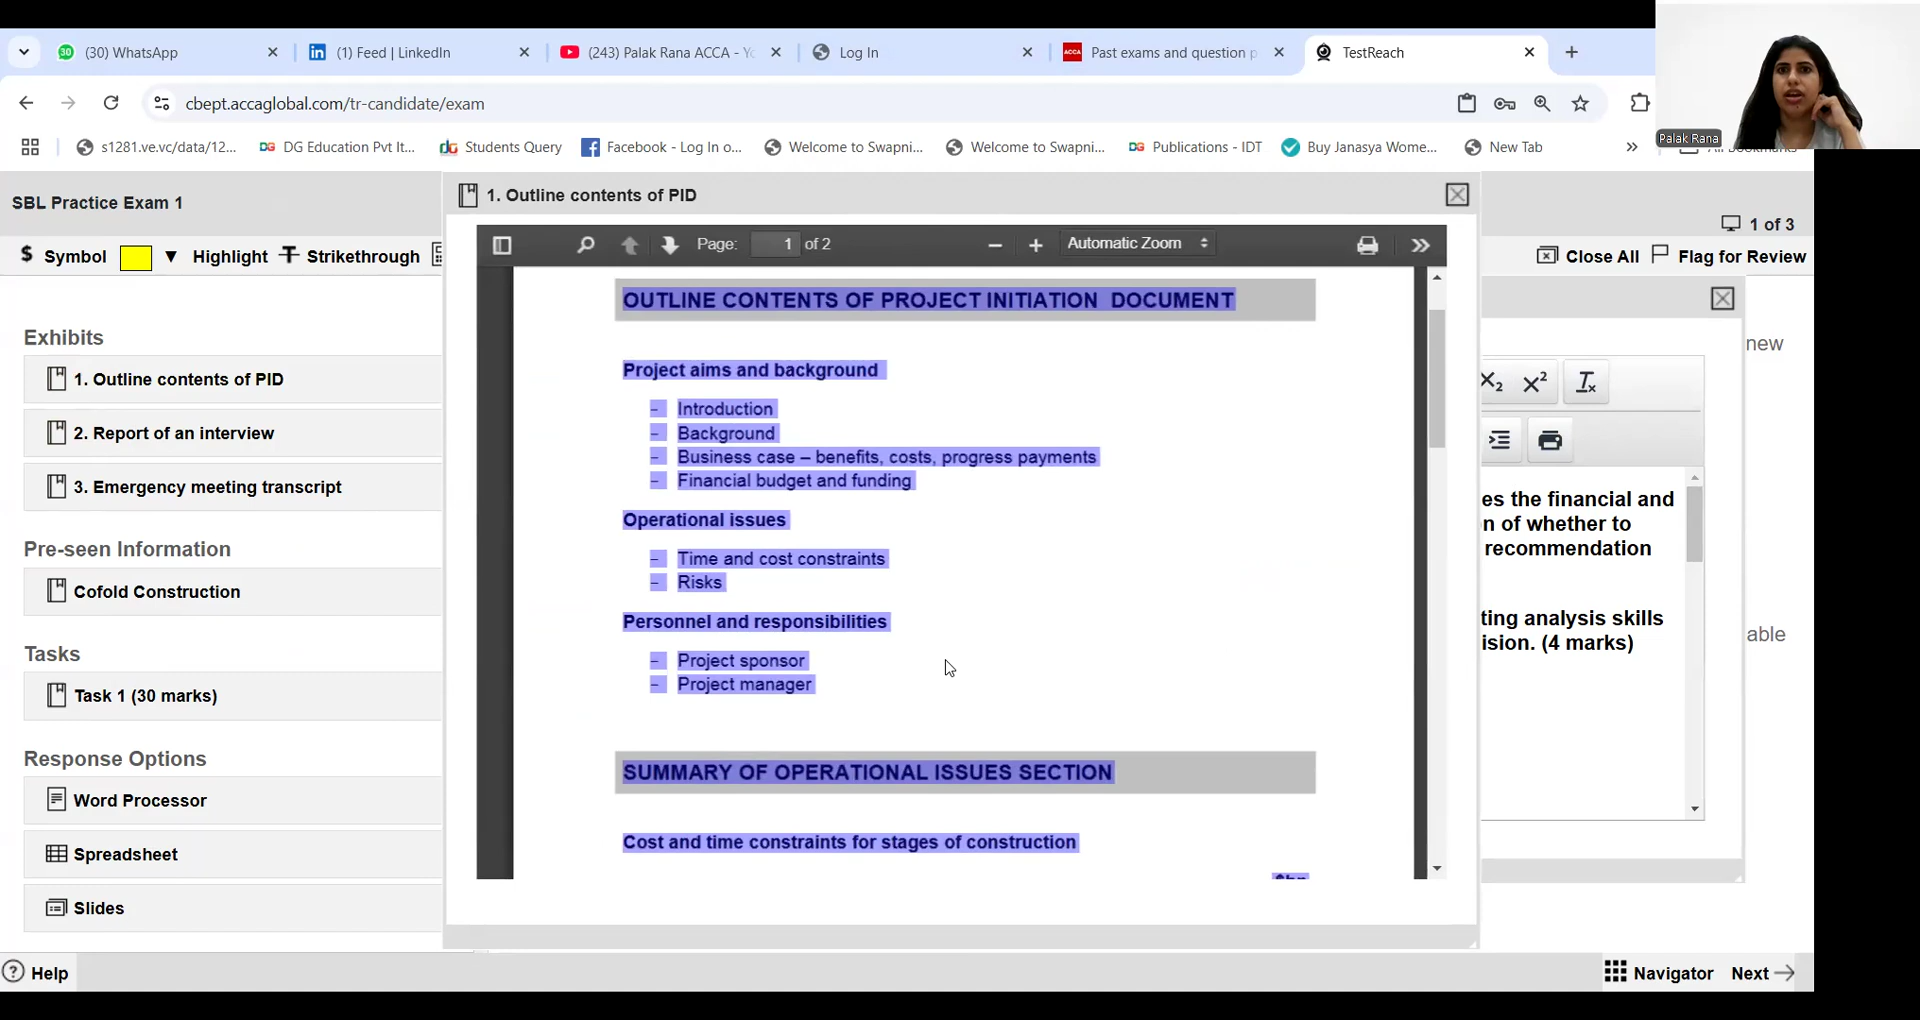 (30) WhatsApp
(1) Feed | LinkedIn
(243) Palak Rana ACCA - Yo
Log In
Past exams and question p
TestReach
cbept.accaglobal.com/tr-candidate/exam
Palak Rana
s1281.ve.vc/data/12...
DG Education Pvt It...
Students Query
Facebook - Log In o...
Welcome to Swapni...
Welcome to Swapni...
Publications - IDT
Buy Janasya Wome...
New Tab
SBL Practice Exam 1
1. Outline contents of PID
1 of 3
$ Symbol
Highlight
Strikethrough
Page: 1 of 2
Automatic Zoom
Close All
Flag for Review
OUTLINE CONTENTS OF PROJECT INITIATION DOCUMENT
Exhibits
1. Outline contents of PID
2. Report of an interview
3. Emergency meeting transcript
Pre-seen Information
Cofold Construction
Tasks
Task 1 (30 marks)
Response Options
Word Processor
Spreadsheet
Slides
Project aims and background
– Introduction
– Background
– Business case – benefits, costs, progress payments
– Financial budget and funding
Operational issues
– Time and cost constraints
– Risks
Personnel and responsibilities
– Project sponsor
– Project manager
SUMMARY OF OPERATIONAL ISSUES SECTION
Cost and time constraints for stages of construction
new
es the financial and
n of whether to
recommendation
ting analysis skills
ision. (4 marks)
able
Help
Navigator
Next